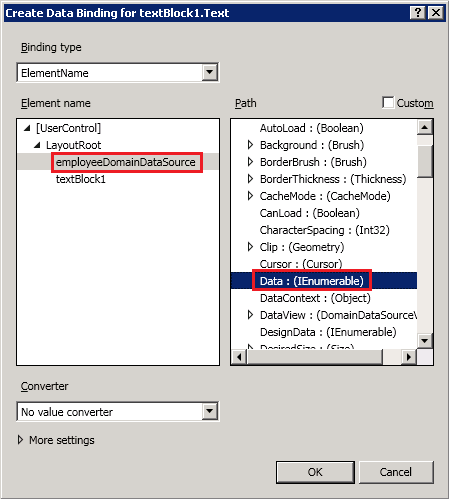 Create Data Binding for textBlock1.Text
Binding type
ElementName
Element name
[UserControl]
LayoutRoot
employeeDomainDataSource
textBlock1
Path
Custom
AutoLoad : (Boolean)
Background : (Brush)
BorderBrush : (Brush)
BorderThickness : (Thickness)
CacheMode : (CacheMode)
CanLoad : (Boolean)
CharacterSpacing : (Int32)
Clip : (Geometry)
Cursor : (Cursor)
Data : (IEnumerable)
DataContext : (Object)
DataView : (DomainDataSource\
DesignData : (IEnumerable)
DesiredSize : (Size)
Converter
No value converter
More settings
OK
Cancel